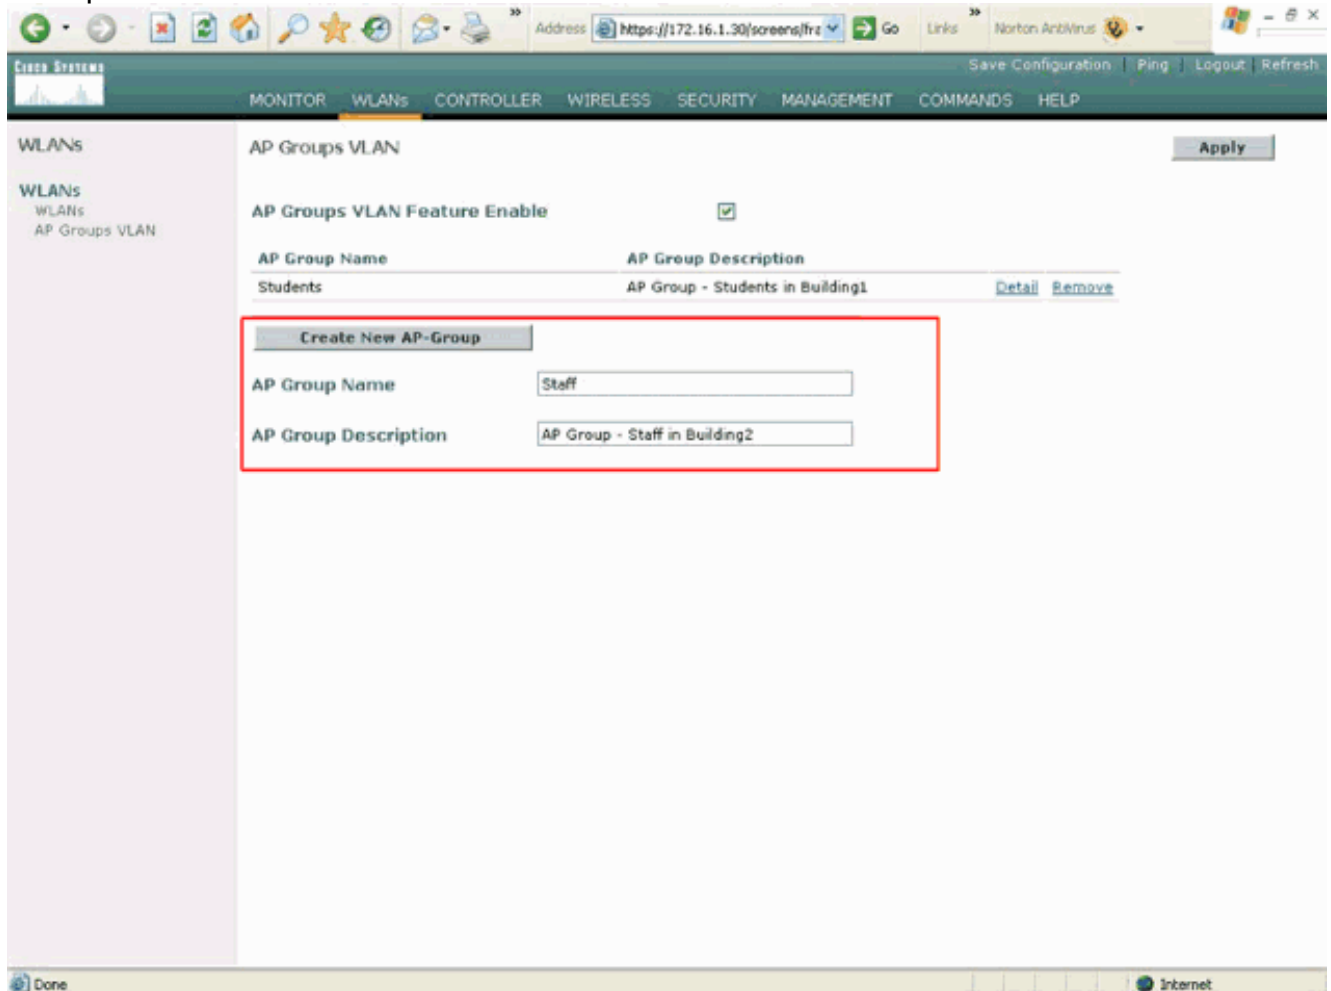 » Address https://172.16.1.30/screens/fra Go Links » Norton AntiVirus
CISCO SYSTEMS
Save Configuration | Ping | Logout | Refresh
MONITOR WLANs CONTROLLER WIRELESS SECURITY MANAGEMENT COMMANDS HELP
WLANs
WLANs
WLANs
AP Groups VLAN
AP Groups VLAN
Apply
AP Groups VLAN Feature Enable
AP Group Name AP Group Description
Students AP Group - Students in Building1 Detail Remove
Create New AP-Group
AP Group Name Staff
AP Group Description AP Group - Staff in Building2
Done Internet